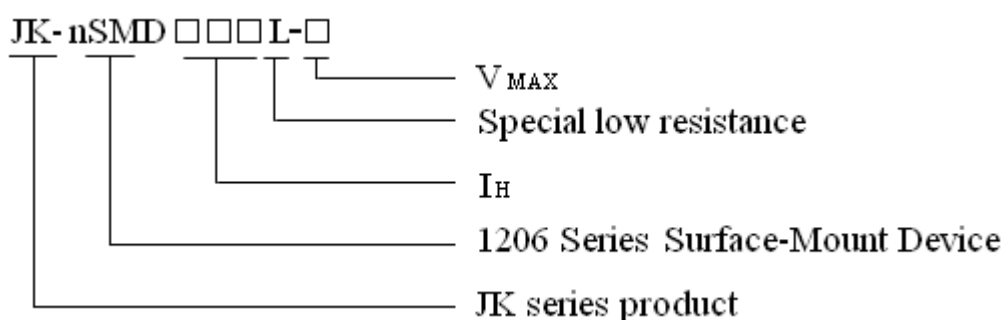 JK- nSMD □□□ L-□
VMAX
Special low resistance
IH
1206 Series Surface-Mount Device
JK series product